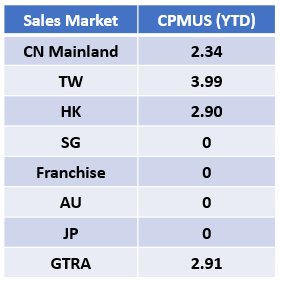 Sales Market CPMUS (YTD)
CN Mainland 2.34
TW 3.99
HK 2.90
SG 0
Franchise 0
AU 0
JP 0
GTRA 2.91